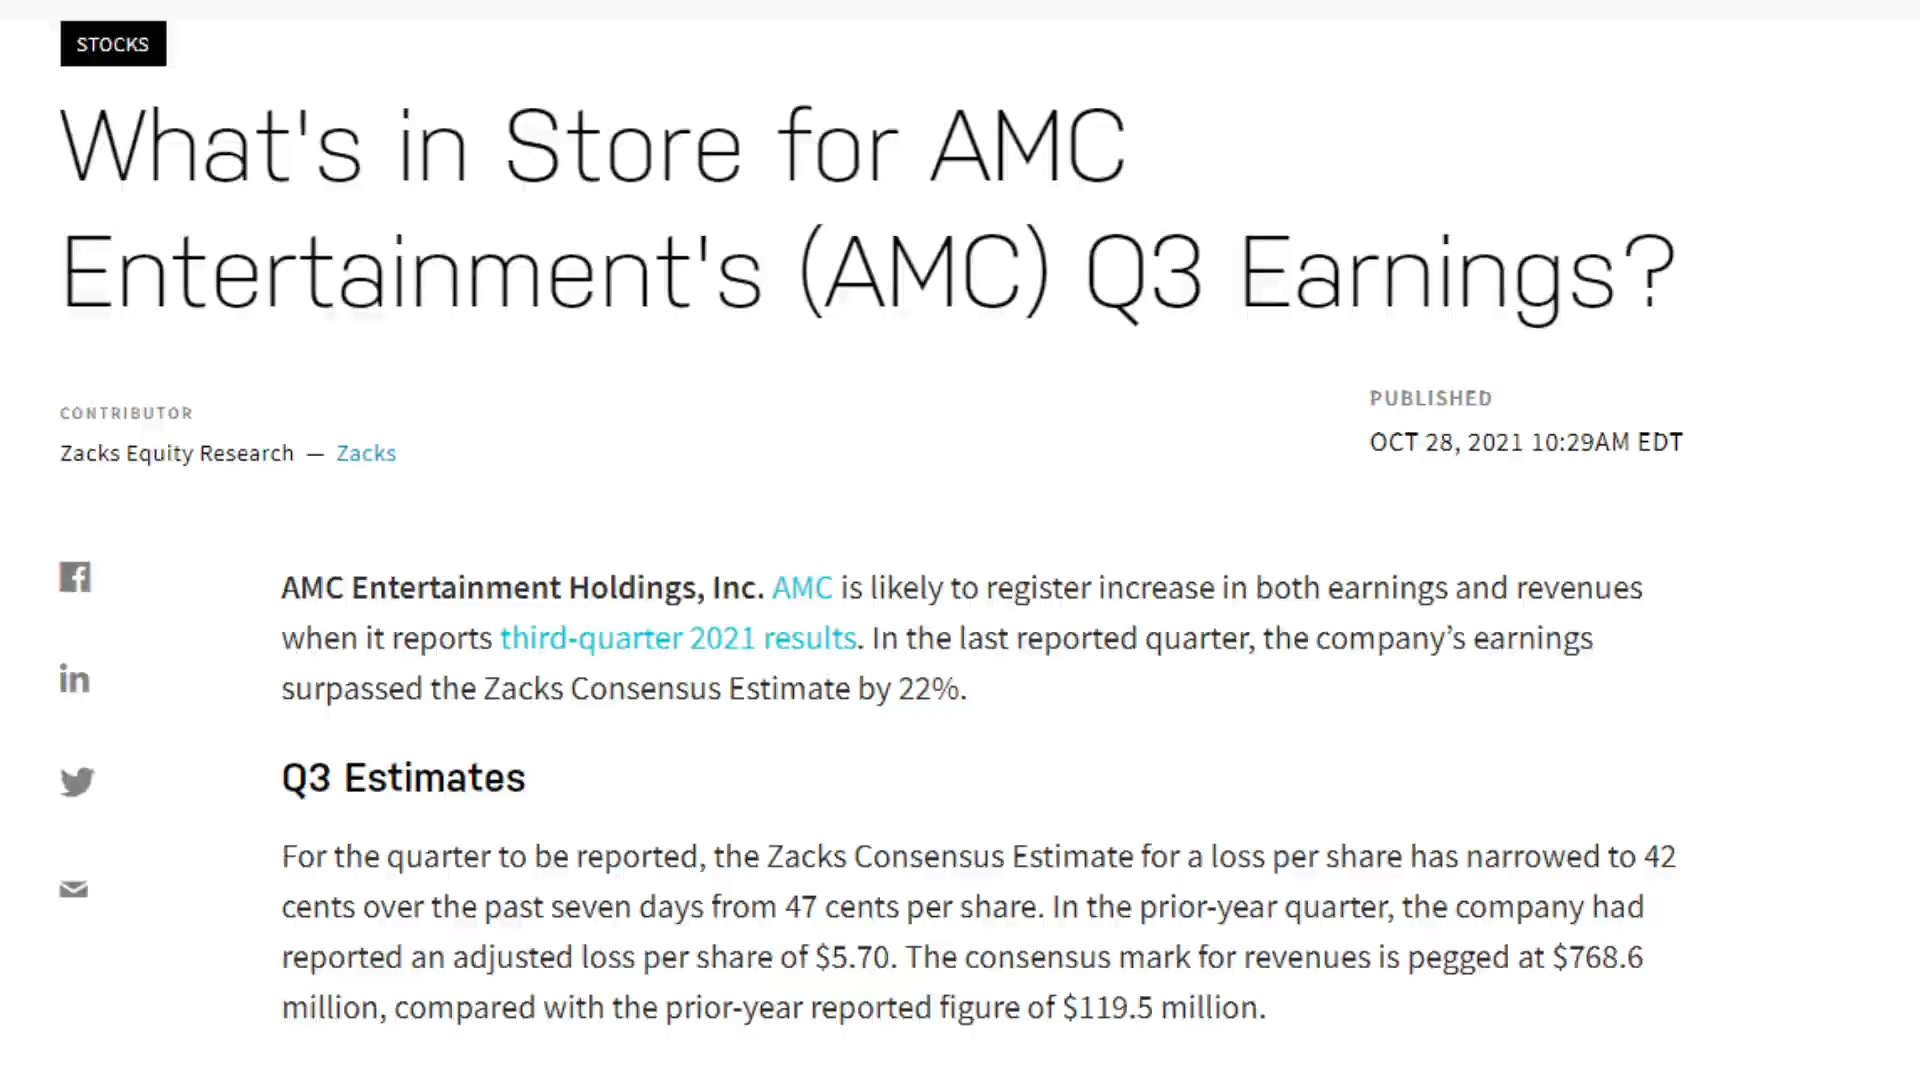 STOCKS
What's in Store for AMC
Entertainment's (AMC) Q3 Earnings?
CONTRIBUTOR
Zacks Equity Research — Zacks
PUBLISHED
OCT 28, 2021 10:29AM EDT
AMC Entertainment Holdings, Inc. AMC is likely to register increase in both earnings and revenues
when it reports third-quarter 2021 results. In the last reported quarter, the company’s earnings
surpassed the Zacks Consensus Estimate by 22%.
Q3 Estimates
For the quarter to be reported, the Zacks Consensus Estimate for a loss per share has narrowed to 42
cents over the past seven days from 47 cents per share. In the prior-year quarter, the company had
reported an adjusted loss per share of $5.70. The consensus mark for revenues is pegged at $768.6
million, compared with the prior-year reported figure of $119.5 million.